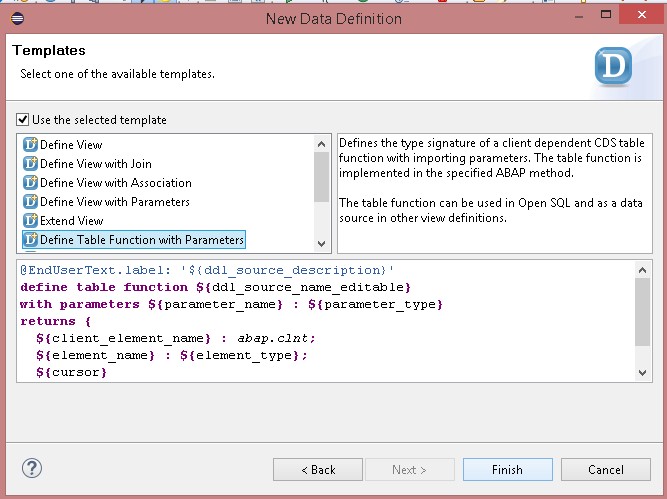 New Data Definition
Templates
Select one of the available templates.
D
Use the selected template
Define View
Define View with Join
Define View with Association
Define View with Parameters
Extend View
Define Table Function with Parameters
Defines the type signature of a client dependent CDS table
function with importing parameters. The table function is
implemented in the specified ABAP method.
The table function can be used in Open SQL and as a data
source in other view definitions.
@EndUserText.label: '${ddl_source_description}'
define table function ${ddl_source_name_editable}
with parameters ${parameter_name} : ${parameter_type}
returns {
${client_element_name} : abap.clnt;
${element_name} : ${element_type};
${cursor}
?
< Back
Next >
Finish
Cancel